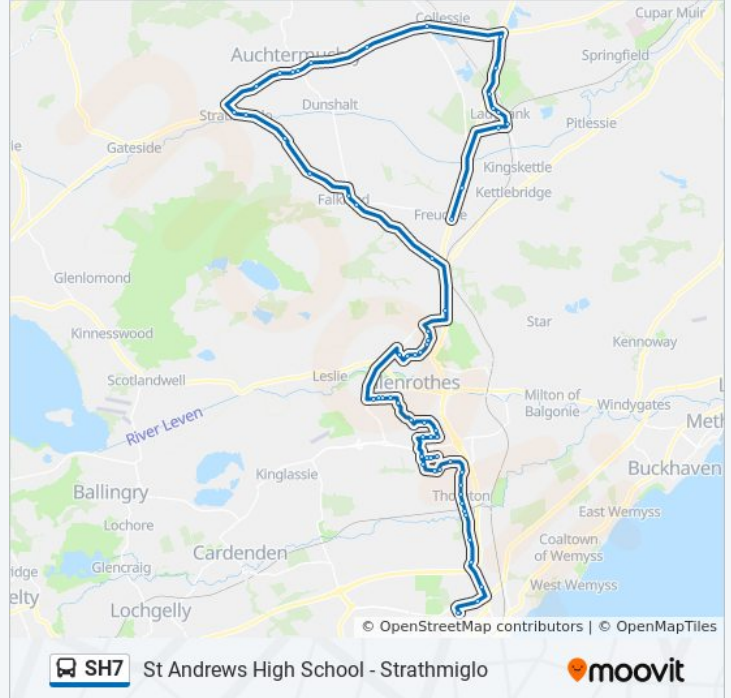 Collessie
Cupar Muir
Auchtermuchty
Springfield
Strathmiglo
Dunshalt
Ladybank
Pitlessie
Gateside
Kingskettle
Falkland
Kettlebridge
Freuchie
Glenlomond
Kinnesswood
Star
Kennoway
Scotlandwell
Leslie
Glenrothes
River Leven
Milton of
Balgonie
Windygates
Meth
Buckhaven
Kinglassie
Ballingry
Thornton
East Wemyss
Lochore
Cardenden
Coaltown
of Wemyss
Glencraig
West Wemyss
elty
Lochgelly
© OpenStreetMap contributors | © OpenMapTiles
SH7 St Andrews High School - Strathmiglo
moovit